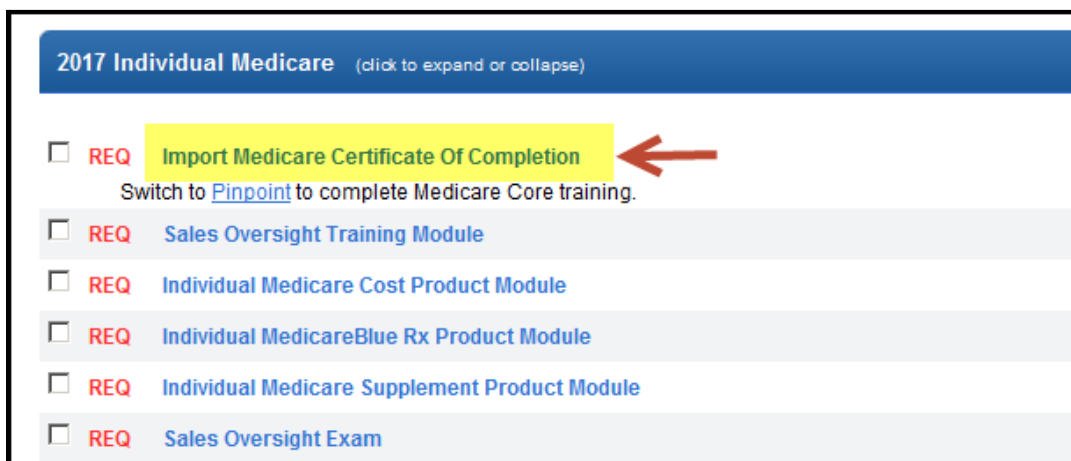 2017 Individual Medicare (click to expand or collapse)
REQ Import Medicare Certificate Of Completion
Switch to Pinpoint to complete Medicare Core training.
REQ Sales Oversight Training Module
REQ Individual Medicare Cost Product Module
REQ Individual MedicareBlue Rx Product Module
REQ Individual Medicare Supplement Product Module
REQ Sales Oversight Exam